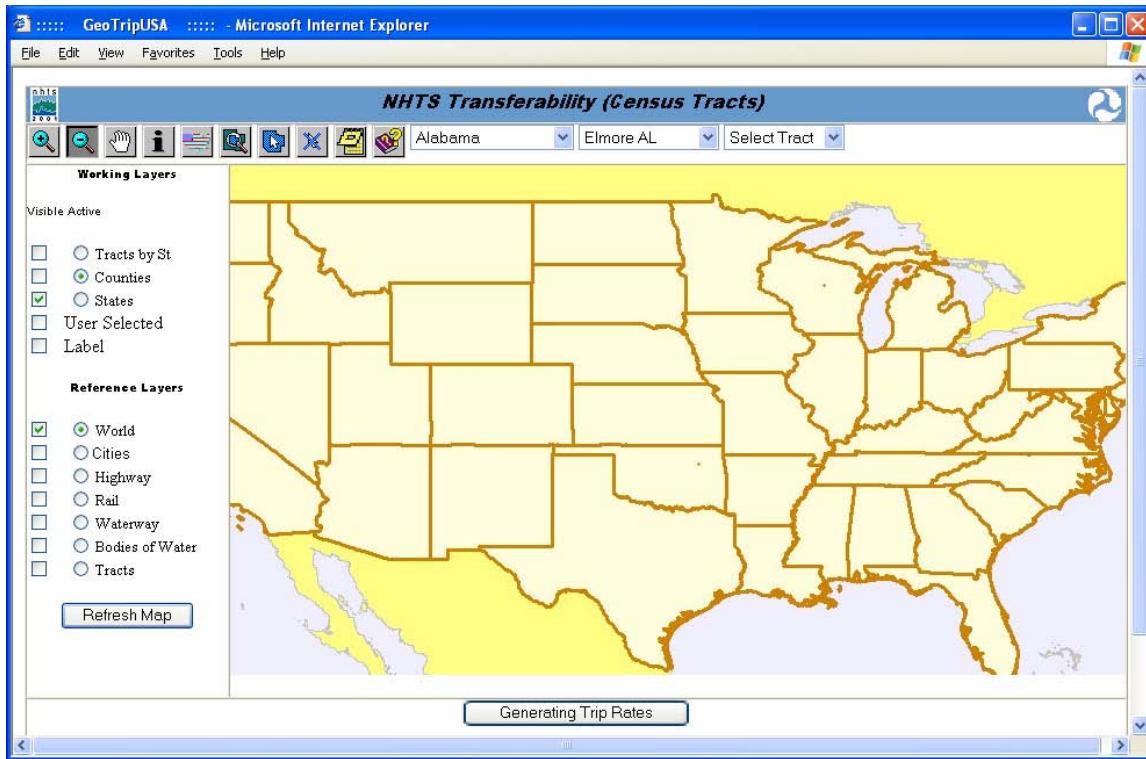 ::::: GeoTripUSA ::::: - Microsoft Internet Explorer
File Edit View Favorites Tools Help
nhts
2001
NHTS Transferability (Census Tracts)
Alabama Elmore AL Select Tract
Working Layers
Visible Active
Tracts by St
Counties
States
User Selected
Label
Reference Layers
World
Cities
Highway
Rail
Waterway
Bodies of Water
Tracts
Refresh Map
Generating Trip Rates